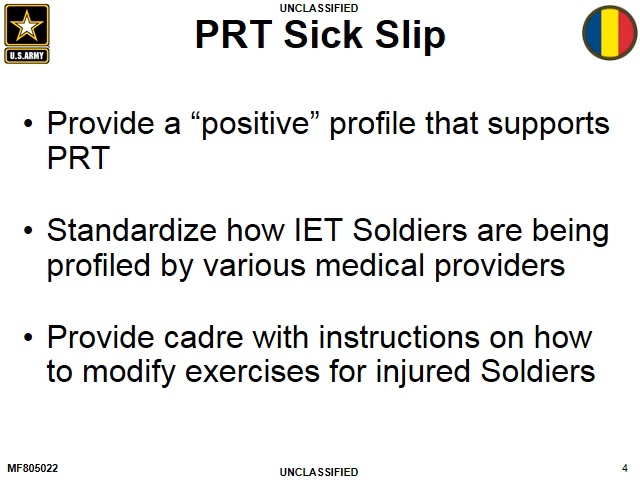 UNCLASSIFIED
PRT Sick Slip
U.S.ARMY
• Provide a “positive” profile that supports
PRT
• Standardize how IET Soldiers are being
profiled by various medical providers
• Provide cadre with instructions on how
to modify exercises for injured Soldiers
MF805022
UNCLASSIFIED
4